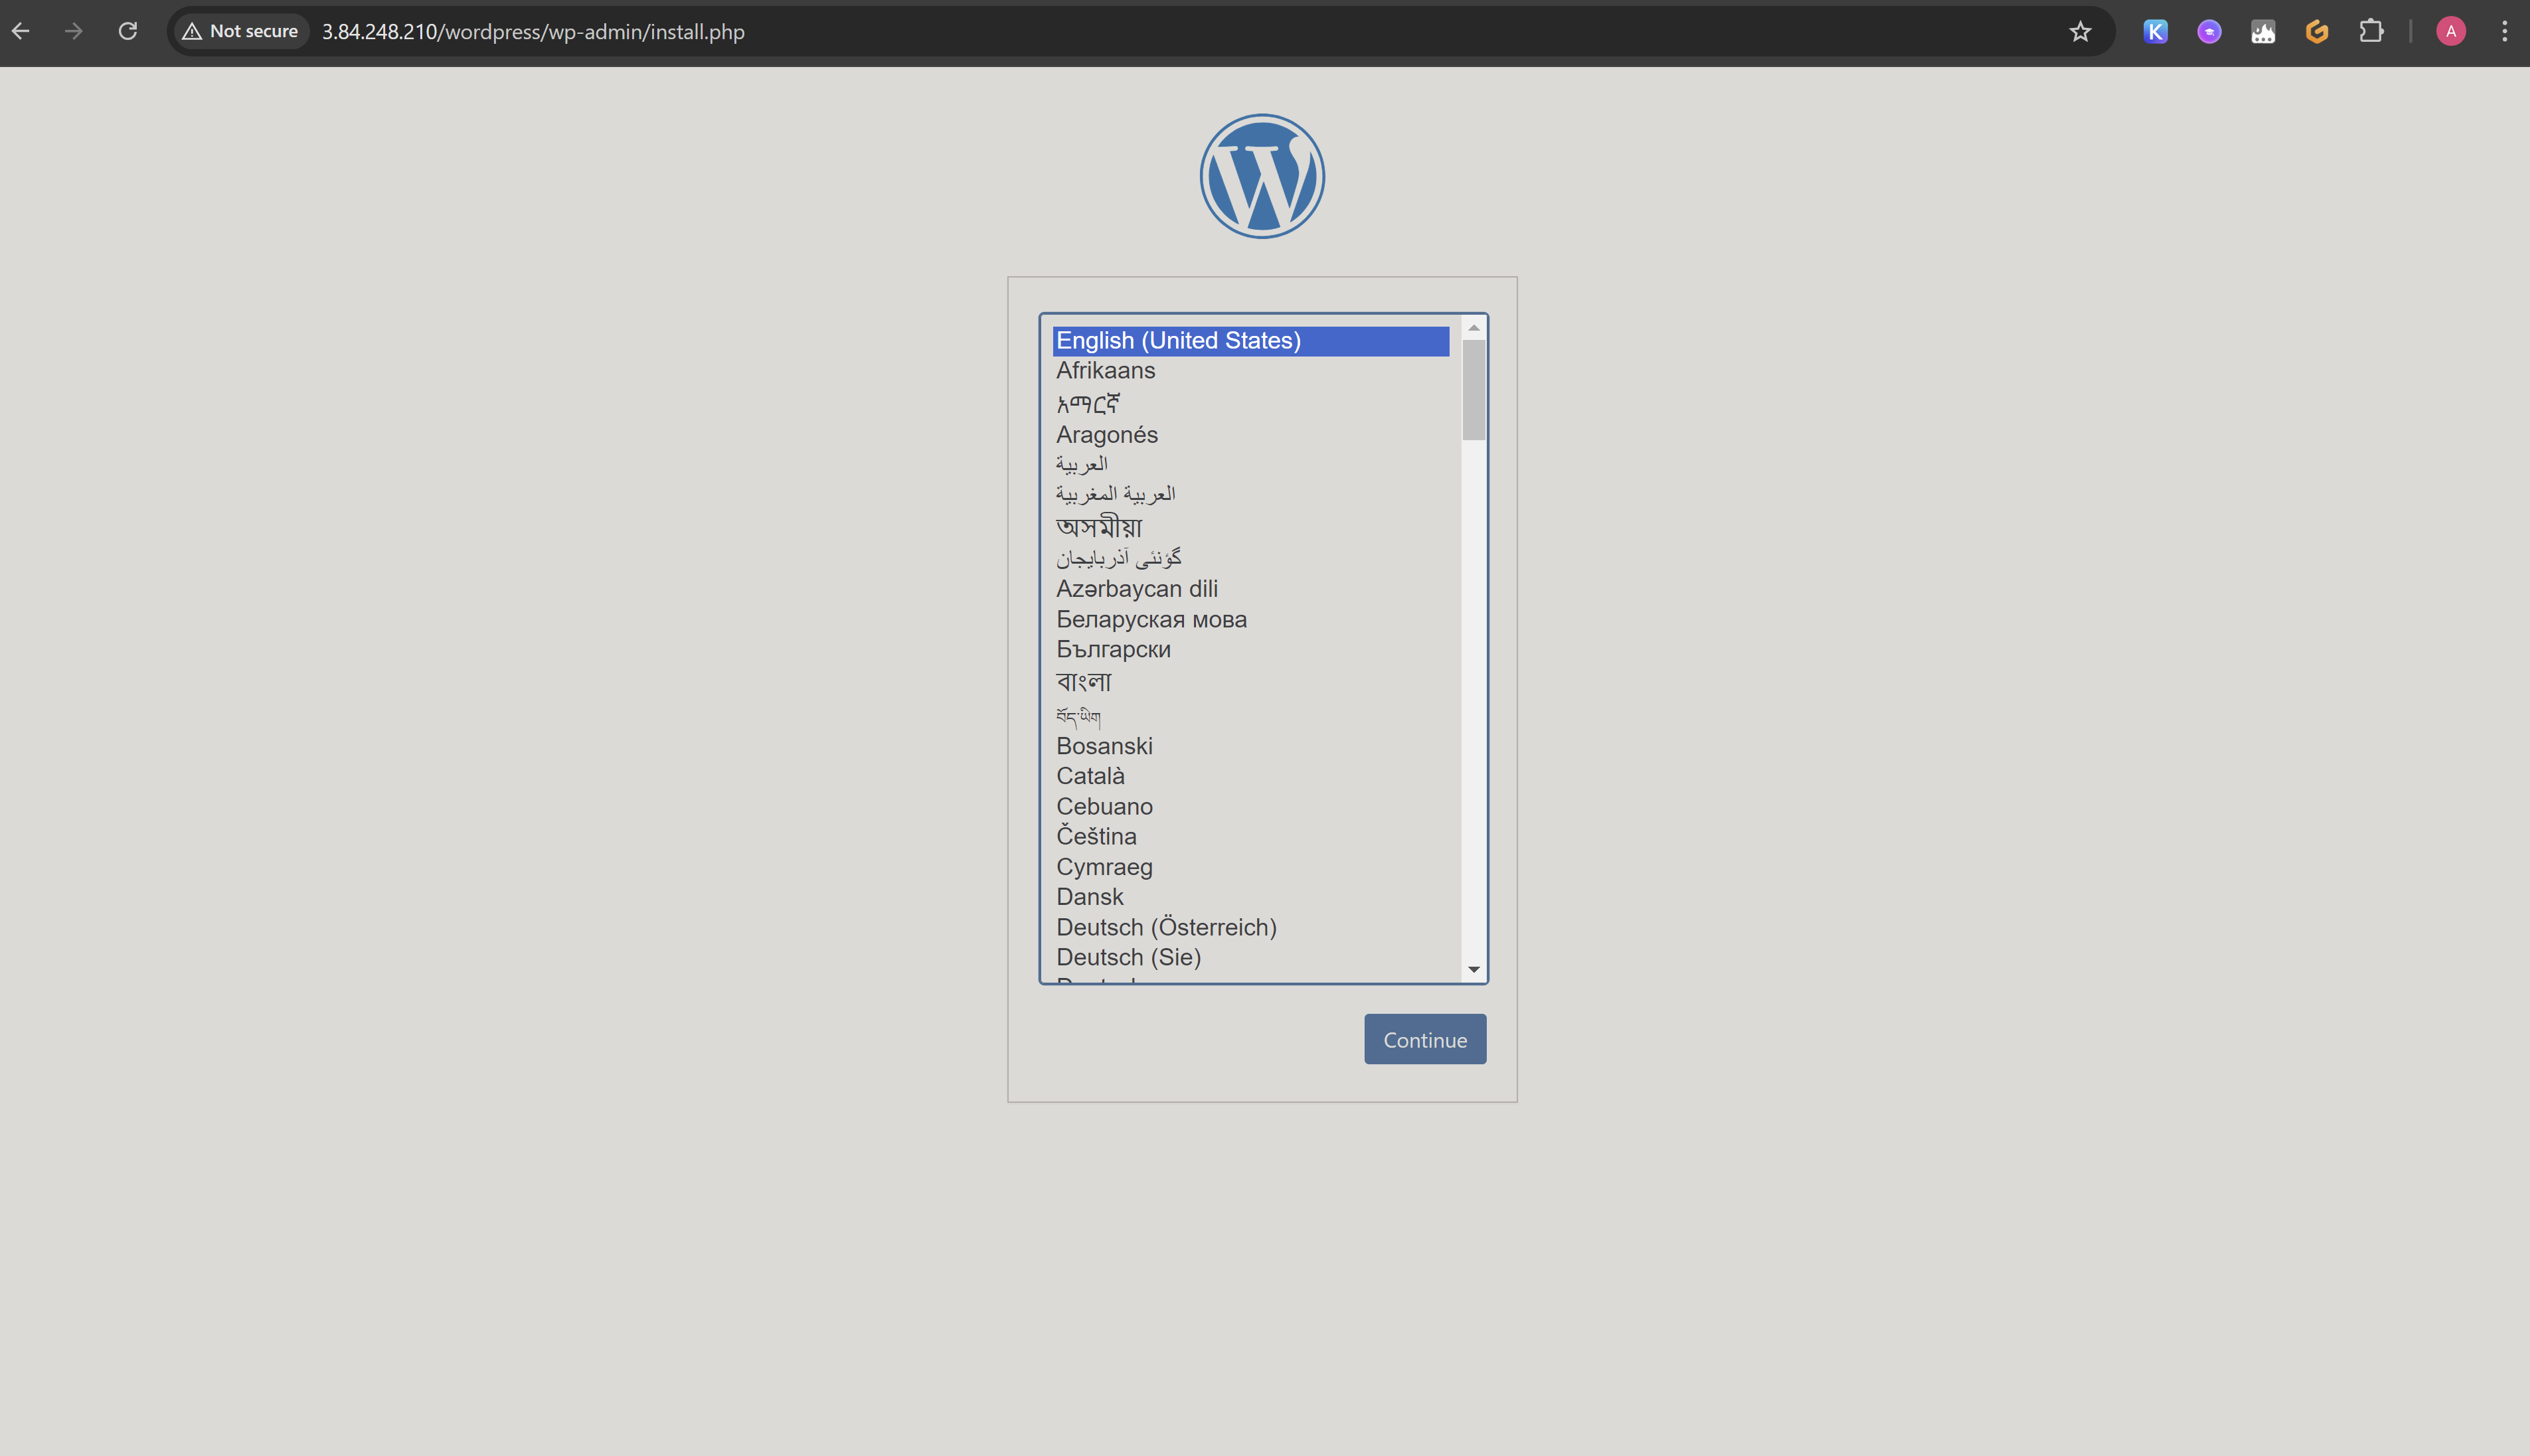 Not secure
3.84.248.210/wordpress/wp-admin/install.php
K
A
English (United States)
Afrikaans
አማርኛ
Aragonés
العربية
العربية المغربية
অসমীয়া
گؤنئی آذربایجان
Azərbaycan dili
Беларуская мова
Български
বাংলা
བོད་ཡིག
Bosanski
Català
Cebuano
Čeština
Cymraeg
Dansk
Deutsch (Österreich)
Deutsch (Sie)
Continue